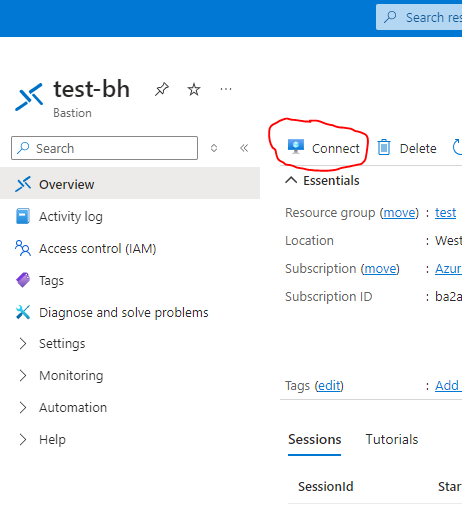 Search res
test-bh
Bastion
Search
Connect
Delete
Overview
Activity log
Access control (IAM)
Tags
Diagnose and solve problems
Settings
Monitoring
Automation
Help
Essentials
Resource group (move) : test
Location : West
Subscription (move) : Azur
Subscription ID : ba2a
Tags (edit) : Add
Sessions Tutorials
SessionId Star